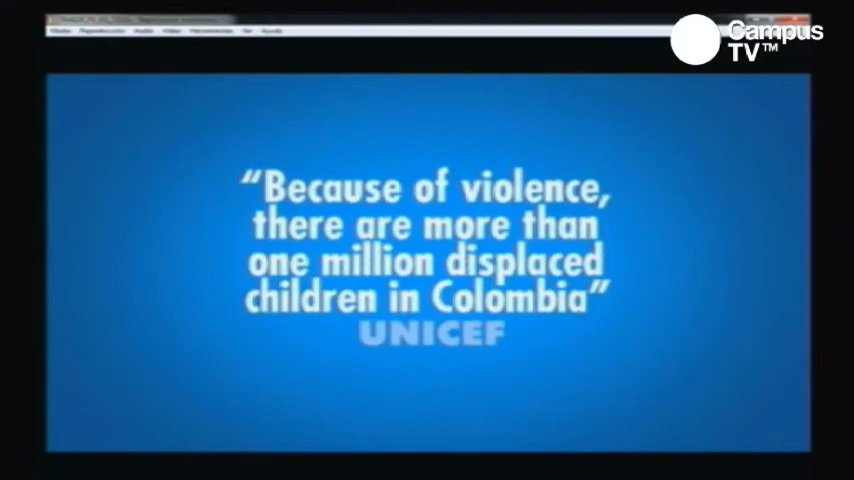 Campus
TV™
“Because of violence,
there are more than
one million displaced
children in Colombia”
UNICEF